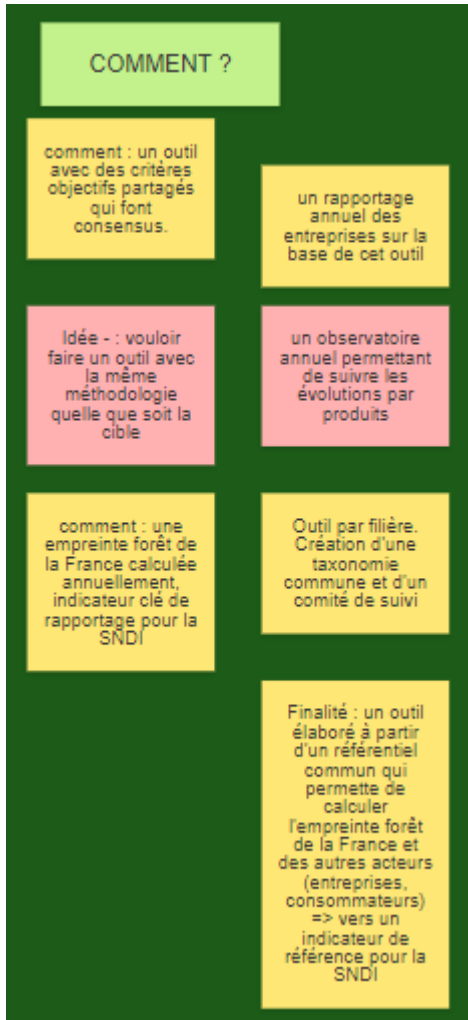 COMMENT ?
comment : un outil
avec des critères
objectifs partagés
qui font
consensus.
un rapportage
annuel des
entreprises sur la
base de cet outil
Idée - : vouloir
faire un outil avec
la même
méthodologie
quelle que soit la
cible
un observatoire
annuel permettant
de suivre les
évolutions par
produits
comment : une
empreinte forêt de
la France calculée
annuellement,
indicateur clé de
rapportage pour la
SNDI
Outil par filière.
Création d'une
taxonomie
commune et d'un
comité de suivi
Finalité : un outil
élaboré à partir
d'un référentiel
commun qui
permette de
calculer
l'empreinte forêt
de la France et
des autres acteurs
(entreprises,
consommateurs)
=> vers un
indicateur de
référence pour la
SNDI